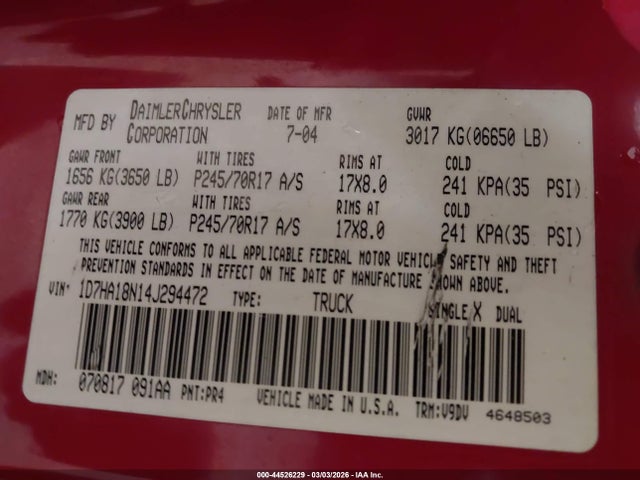 MFD BY DAIMLERCHRYSLER CORPORATION DATE OF MFR 7-04 GVWR 3017 KG(06650 LB)
GAWR FRONT WITH TIRES RIMS AT COLD
1656 KG(3650 LB) P245/70R17 A/S 17X8.0 241 KPA(35 PSI)
GAWR REAR WITH TIRES RIMS AT COLD
1770 KG(3900 LB) P245/70R17 A/S 17X8.0 241 KPA(35 PSI)
THIS VEHICLE CONFORMS TO ALL APPLICABLE FEDERAL MOTOR VEHICLE SAFETY AND THEFT
PREVENTION STANDARDS IN EFFECT ON THE DATE OF MANUFACTURE SHOWN ABOVE.
VIN: 1D7HA18N14J294472 TYPE: TRUCK SINGLE X DUAL
MDH: 070817 091AA PNT:PR4 VEHICLE MADE IN U.S.A. TRM:V9DV 4648503
000-44526229 - 03/03/2026 - IAA Inc.